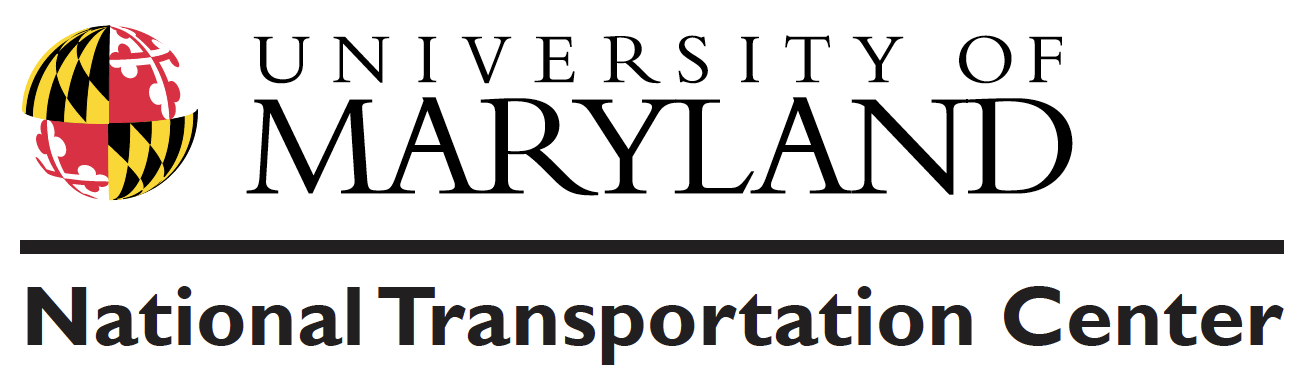 UNIVERSITY OF
MARYLAND
National Transportation Center